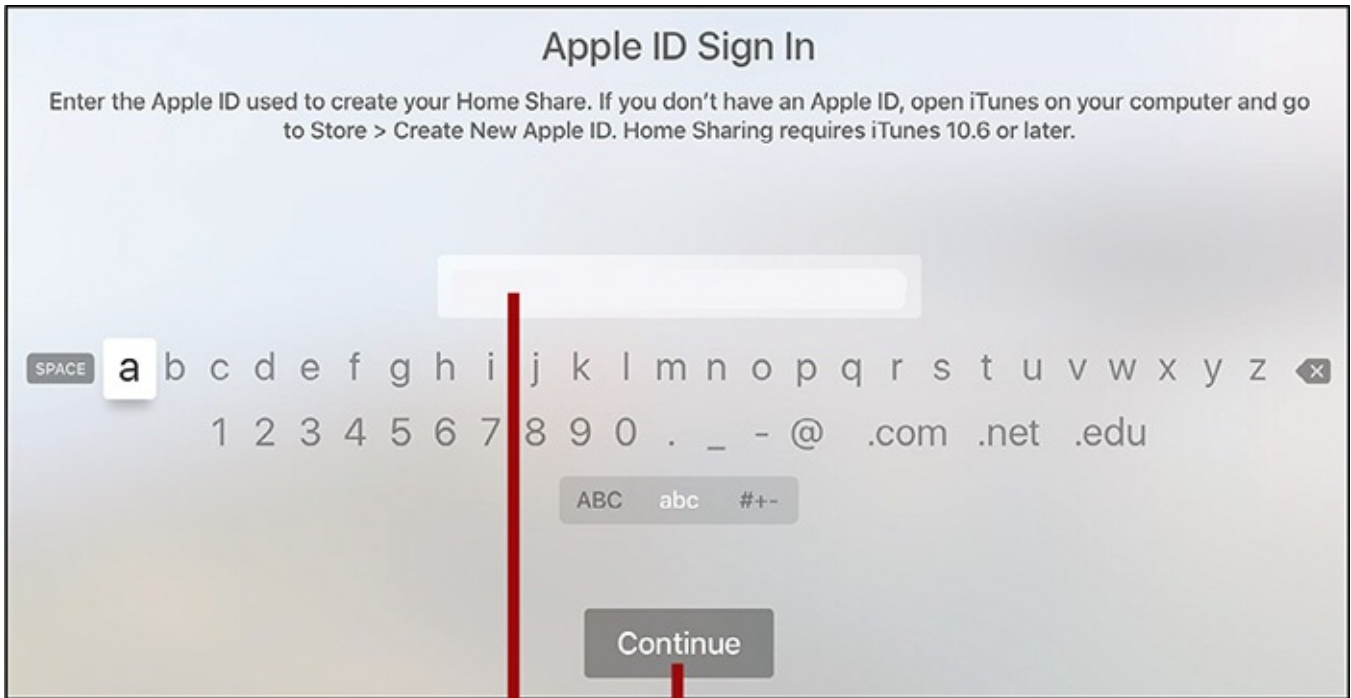 Apple ID Sign In
Enter the Apple ID used to create your Home Share. If you don’t have an Apple ID, open iTunes on your computer and go
to Store > Create New Apple ID. Home Sharing requires iTunes 10.6 or later.
SPACE a b c d e f g h i j k l m n o p q r s t u v w x y z
1 2 3 4 5 6 7 8 9 0 . _ - @ .com .net .edu
ABC abc #+-
Continue